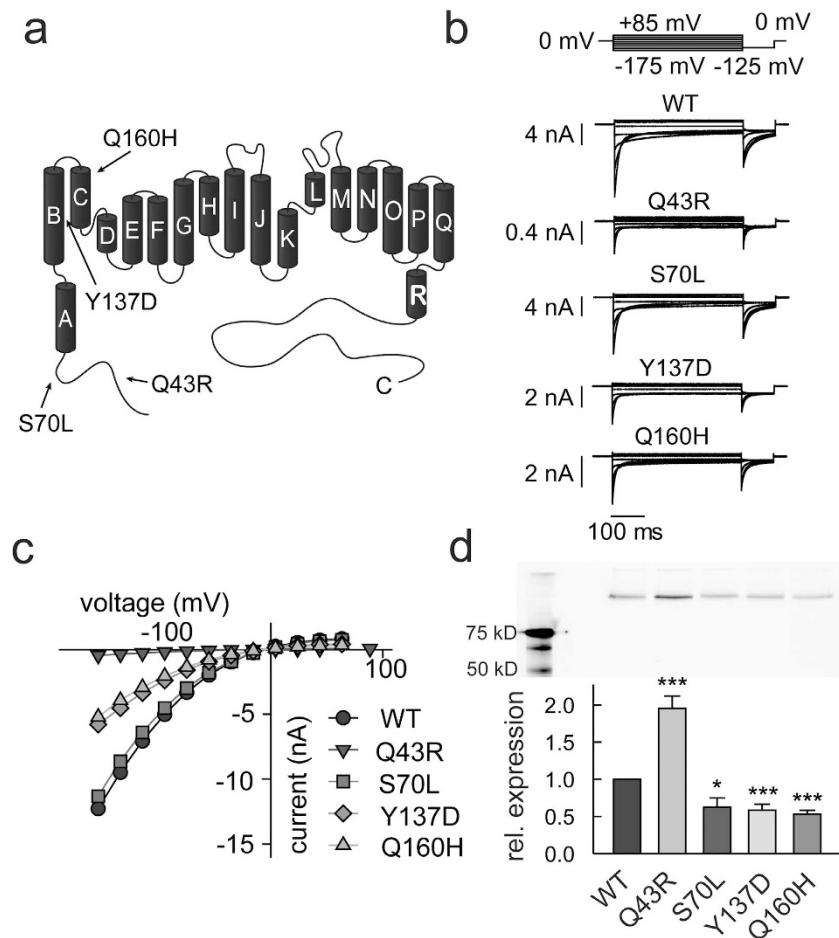 a
Q160H
B
C
D
E
F
G
H
I
J
K
L
M
N
O
P
Q
R
A
Y137D
Q43R
S70L
C
b
0 mV
+85 mV
0 mV
-175 mV
-125 mV
WT
4 nA
Q43R
0.4 nA
S70L
4 nA
Y137D
2 nA
Q160H
2 nA
100 ms
c
voltage (mV)
-100
100
-5
-10
-15
current (nA)
WT
Q43R
S70L
Y137D
Q160H
d
75 kD
50 kD
rel. expression
2.0
1.5
1.0
0.5
0.0
***
*
***
***
WT
Q43R
S70L
Y137D
Q160H